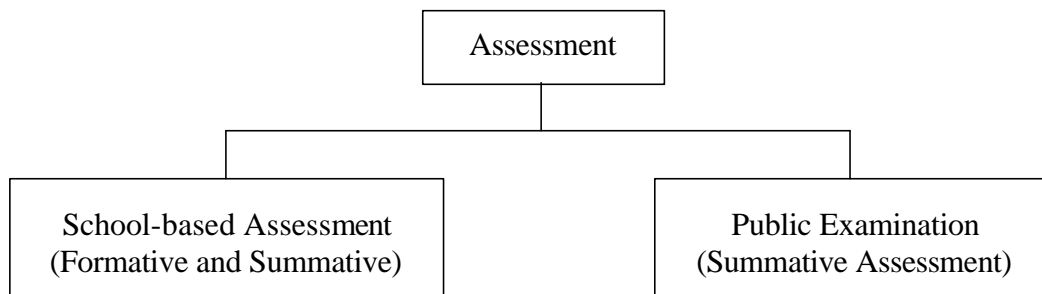 Assessment
School-based Assessment
(Formative and Summative)
Public Examination
(Summative Assessment)